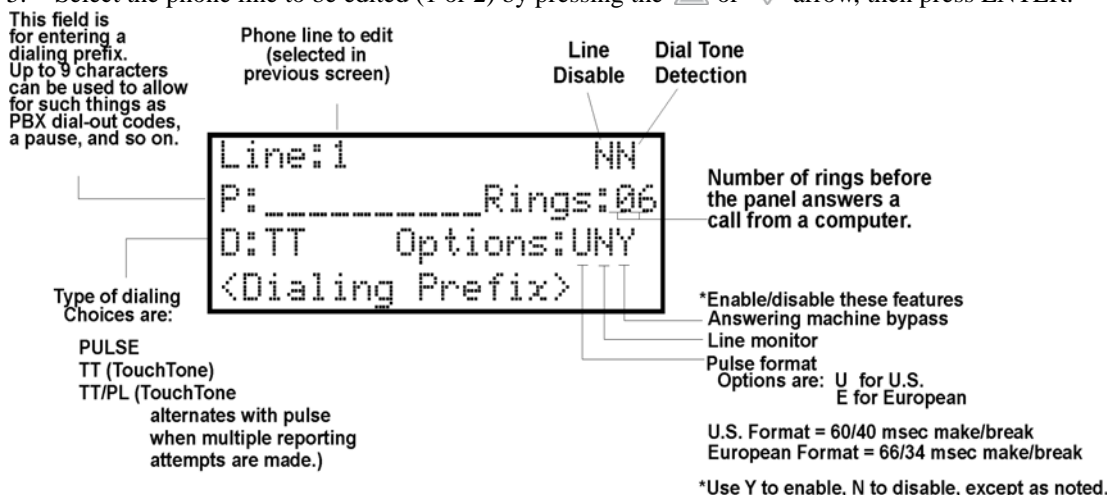 3. Select the phone line to be edited (1 or 2) by pressing the or arrow, then press ENTER.
This field is
for entering a
dialing prefix.
Up to 9 characters
can be used to allow
for such things as
PBX dial-out codes,
a pause, and so on.
Phone line to edit
(selected in
previous screen)
Line
Disable
Dial Tone
Detection
Line:1 NN
P:_________Rings:06
D:TT Options:UNY
<Dialing Prefix>
Number of rings before
the panel answers a
call from a computer.
Type of dialing
Choices are:
PULSE
TT (TouchTone)
TT/PL (TouchTone
alternates with pulse
when multiple reporting
attempts are made.)
*Enable/disable these features
Answering machine bypass
Line monitor
Pulse format
Options are: U for U.S.
E for European
U.S. Format = 60/40 msec make/break
European Format = 66/34 msec make/break
*Use Y to enable, N to disable, except as noted.